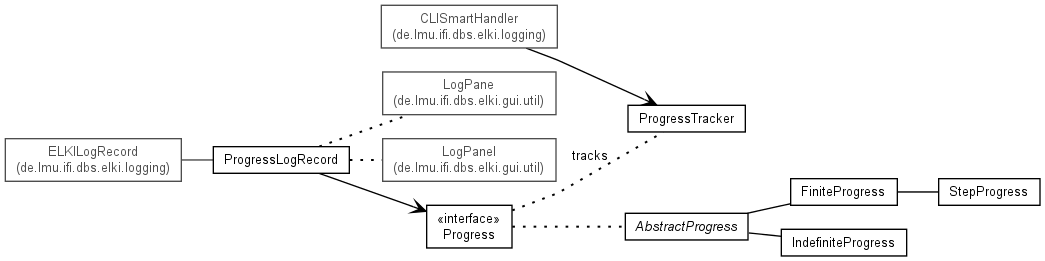 CLISmartHandler
(de.lmu.ifi.dbs.elki.logging)
LogPane
(de.lmu.ifi.dbs.elki.gui.util)
ProgressTracker
ELKILogRecord
(de.lmu.ifi.dbs.elki.logging)
ProgressLogRecord
LogPanel
(de.lmu.ifi.dbs.elki.gui.util)
tracks
«interface»
Progress
AbstractProgress
FiniteProgress
StepProgress
IndefiniteProgress